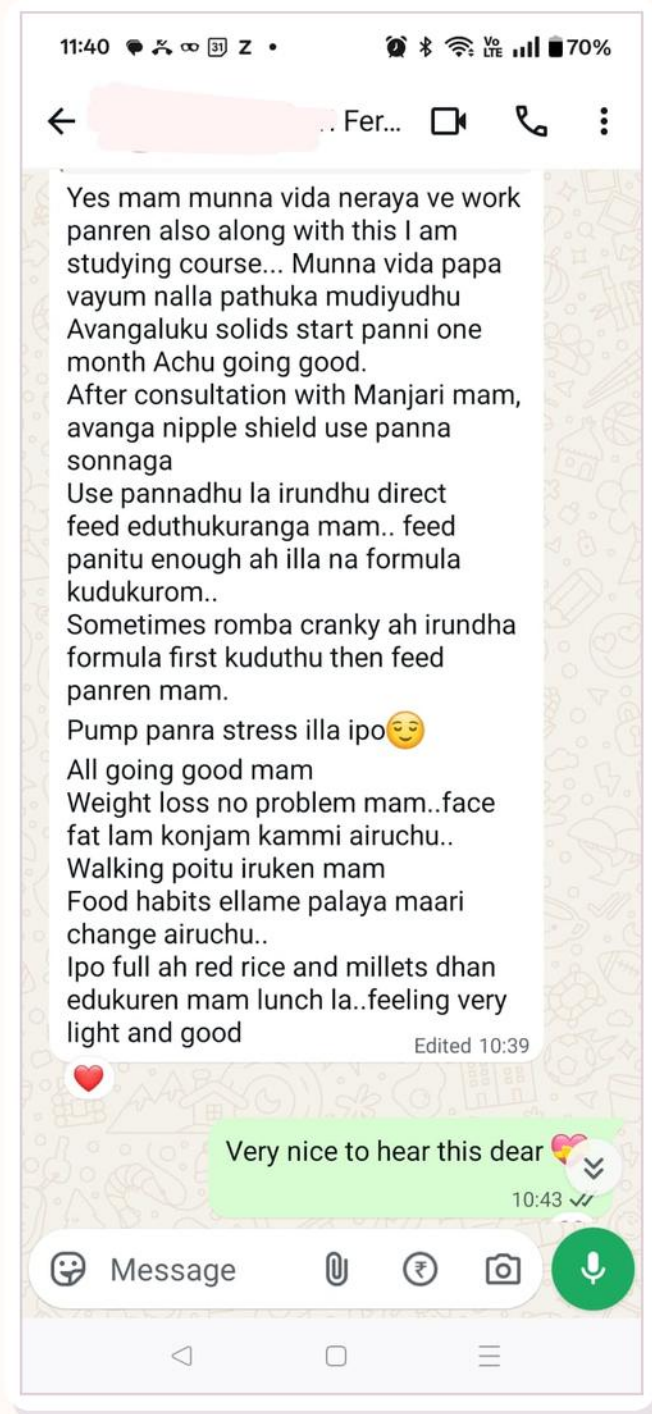 11:40 31 Z • Vo LTE 70%
.. Fer...
Yes mam munna vida neraya ve work
panren also along with this I am
studying course... Munna vida papa
vayum nalla pathuka mudiyudhu
Avangaluku solids start panni one
month Achu going good.
After consultation with Manjari mam,
avanga nipple shield use panna
sonnaga
Use pannadhu la irundhu direct
feed eduthukuranga mam.. feed
panitu enough ah illa na formula
kudukurom..
Sometimes romba cranky ah irundha
formula first kuduthu then feed
panren mam.
Pump panra stress illa ipo😌
All going good mam
Weight loss no problem mam..face
fat lam konjam kammi airuchu..
Walking poitu iruken mam
Food habits ellame palaya maari
change airuchu..
Ipo full ah red rice and millets dhan
edukuren mam lunch la..feeling very
light and good
Edited 10:39
❤️
Very nice to hear this dear 💝
10:43
Message ₹